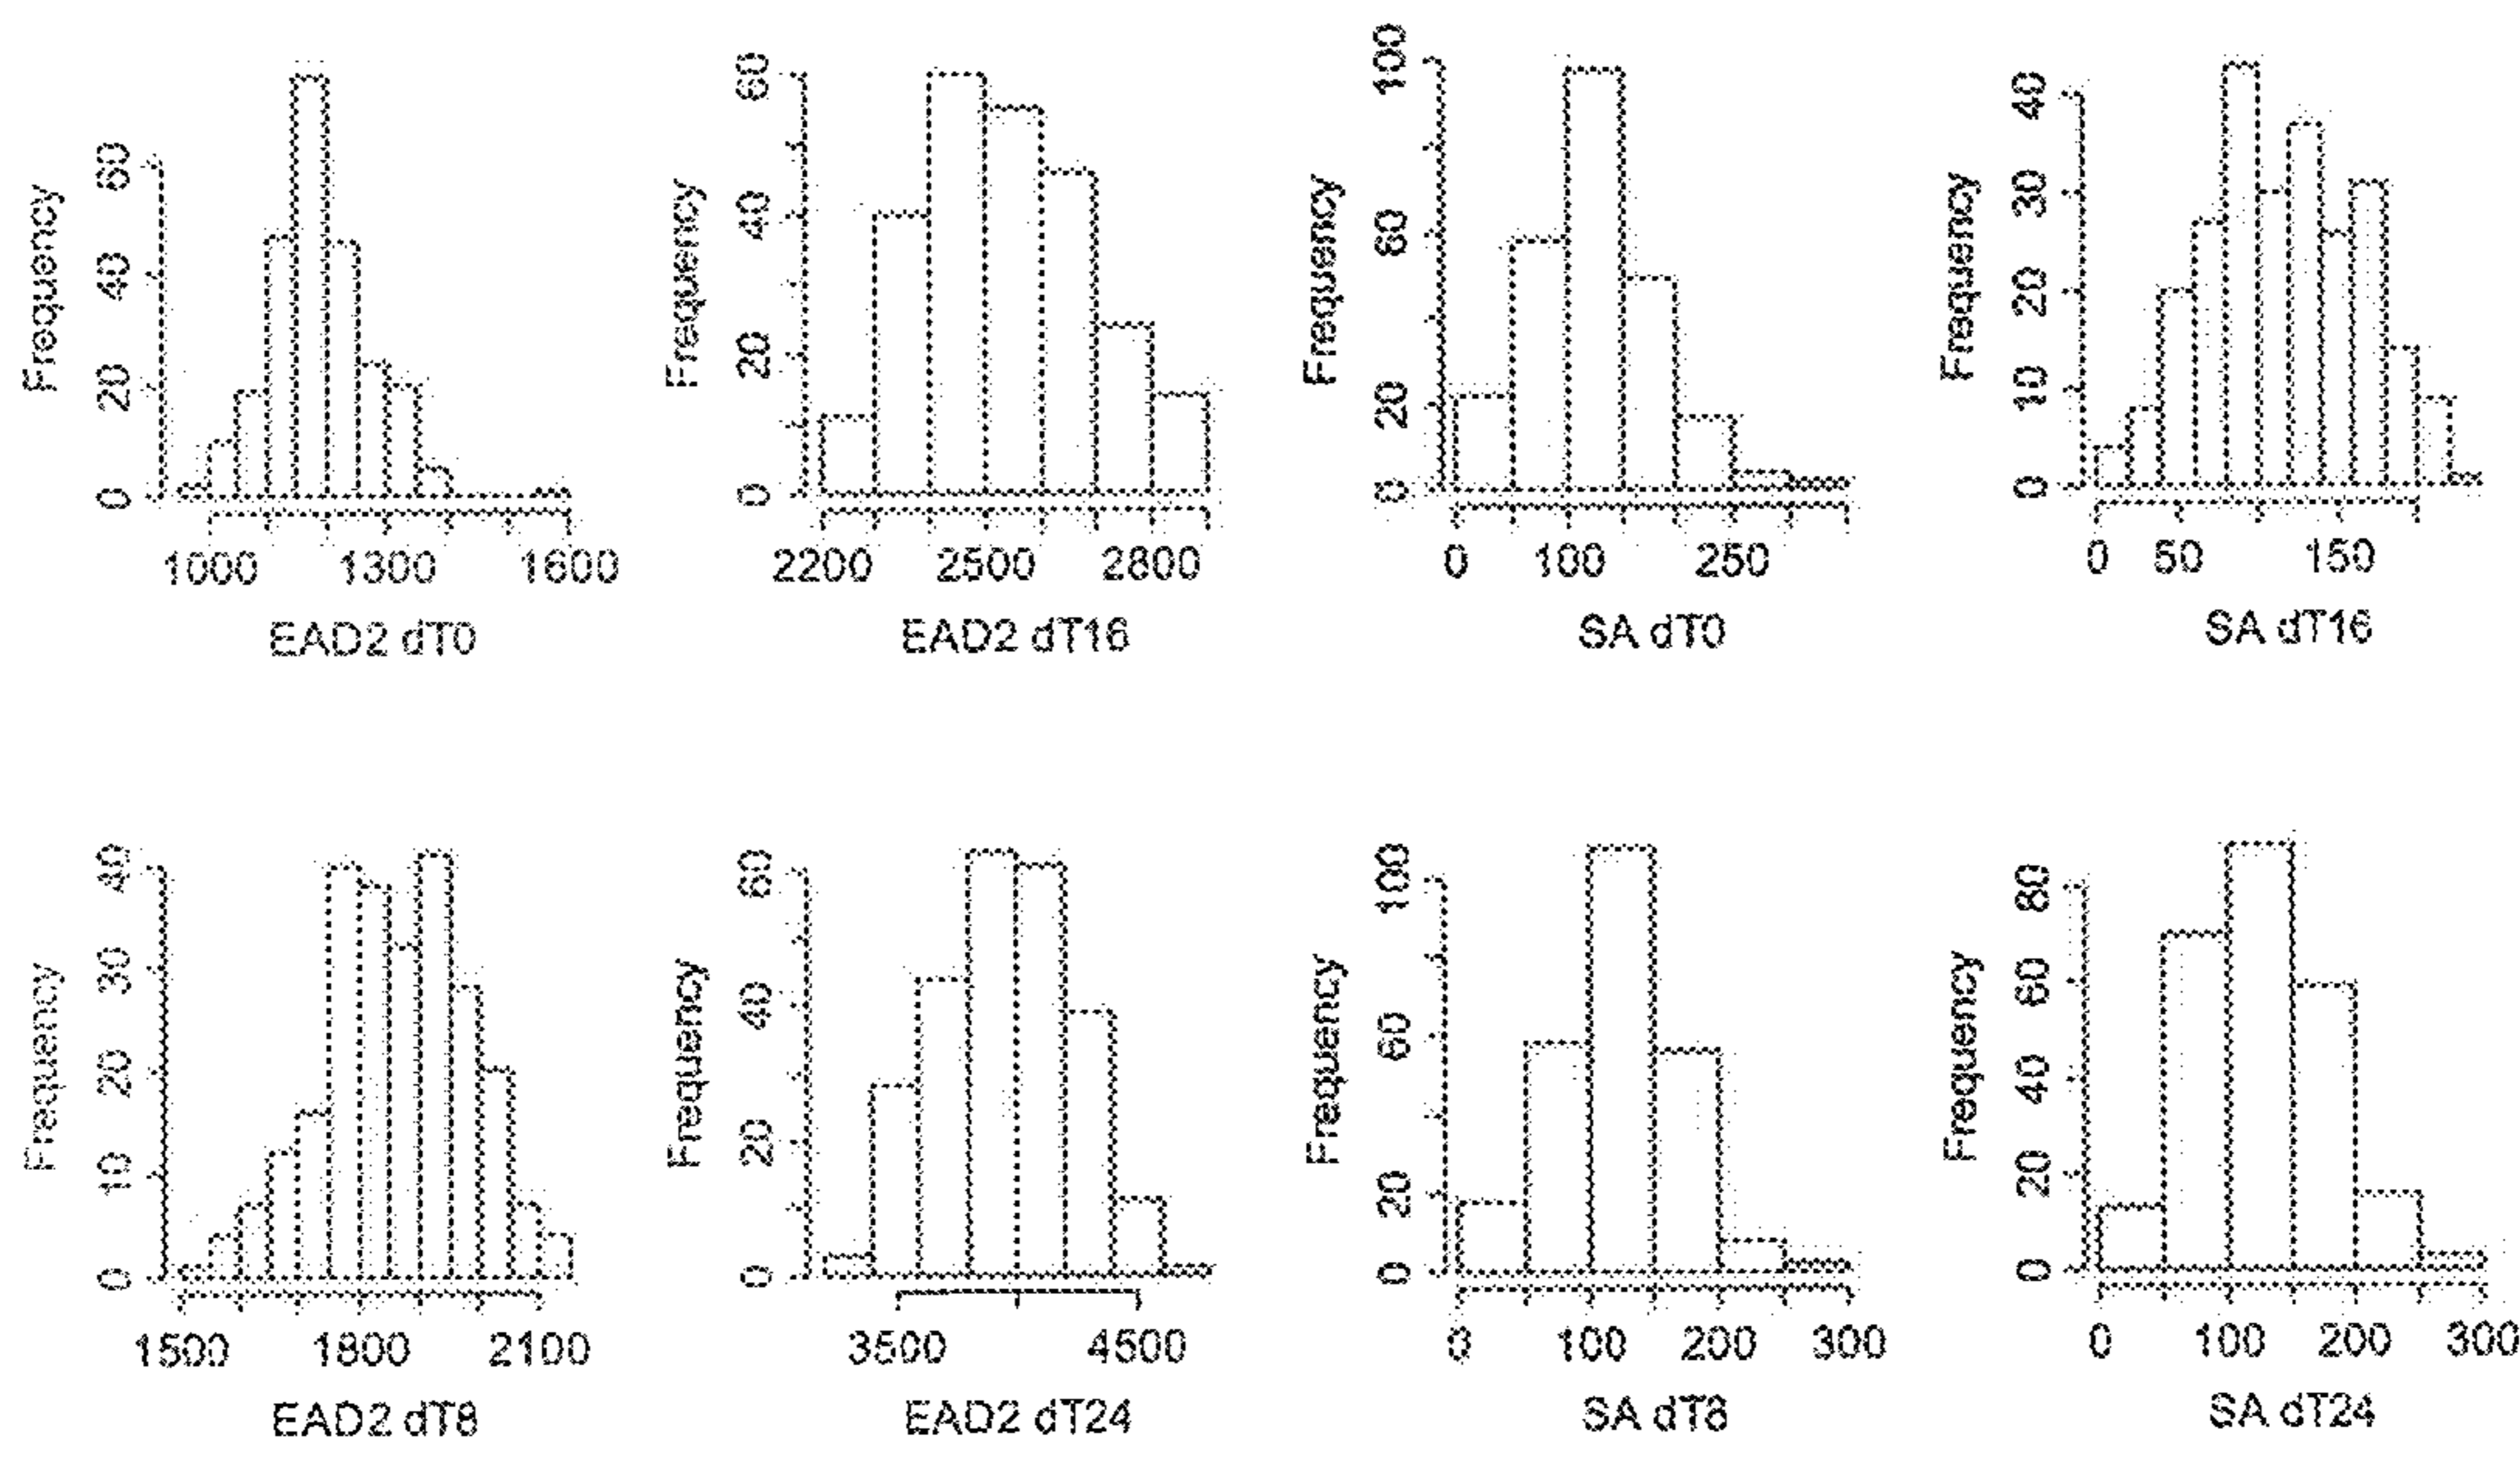 Frequency
0 20 40 60
1000 1300 1600
EAD2 dT0
Frequency
0 20 40 60
2200 2500 2800
EAD2 dT16
Frequency
0 20 60 100
0 100 250
SA dT0
Frequency
0 10 20 30 40
0 50 150
SA dT16
Frequency
0 10 20 30 40
1500 1800 2100
EAD2 dT8
Frequency
0 20 40 60
3500 4500
EAD2 dT24
Frequency
0 20 60 100
0 100 200 300
SA dT8
Frequency
0 20 40 60 80
0 100 200 300
SA dT24